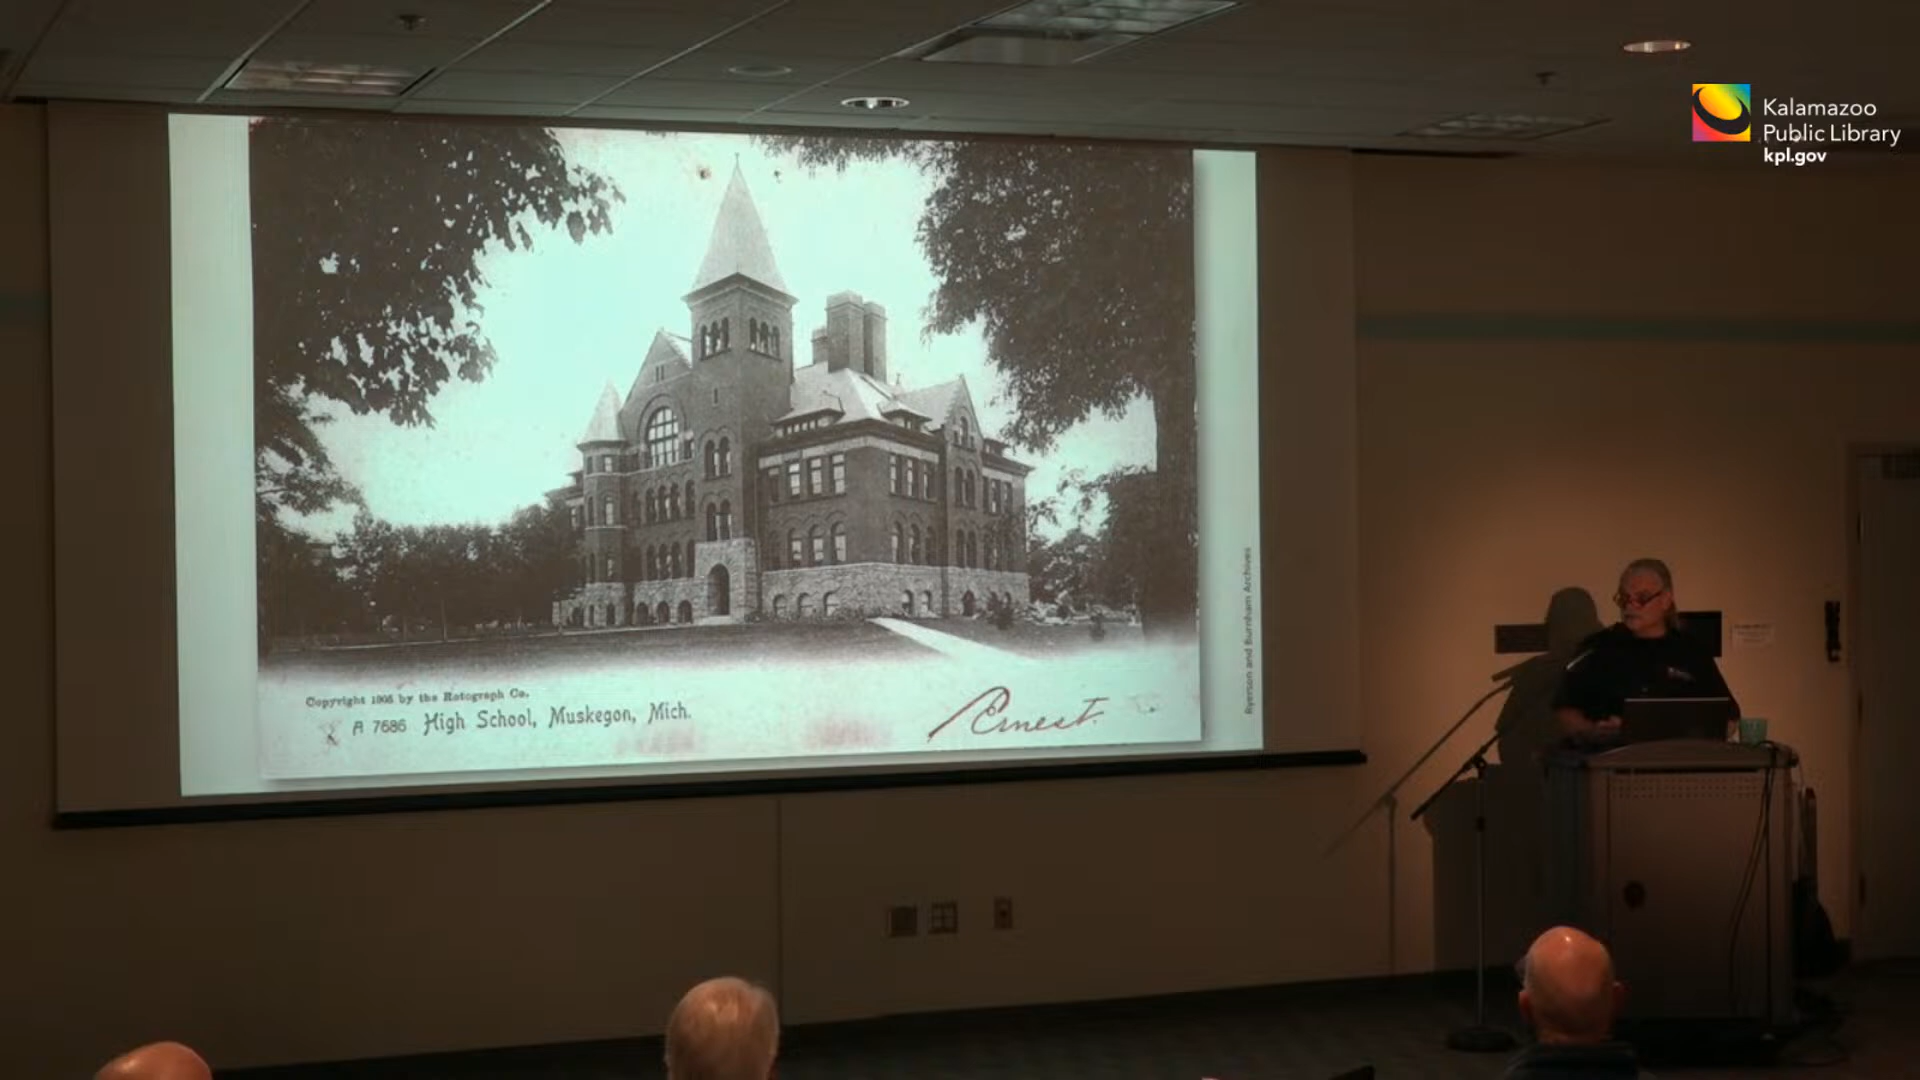 Kalamazoo
Public Library
kpl.gov
Copyright 1905 by the Rotograph Co.
A 7686 High School, Muskegon, Mich.
Ernest.
Ryerson and Burnham Archives